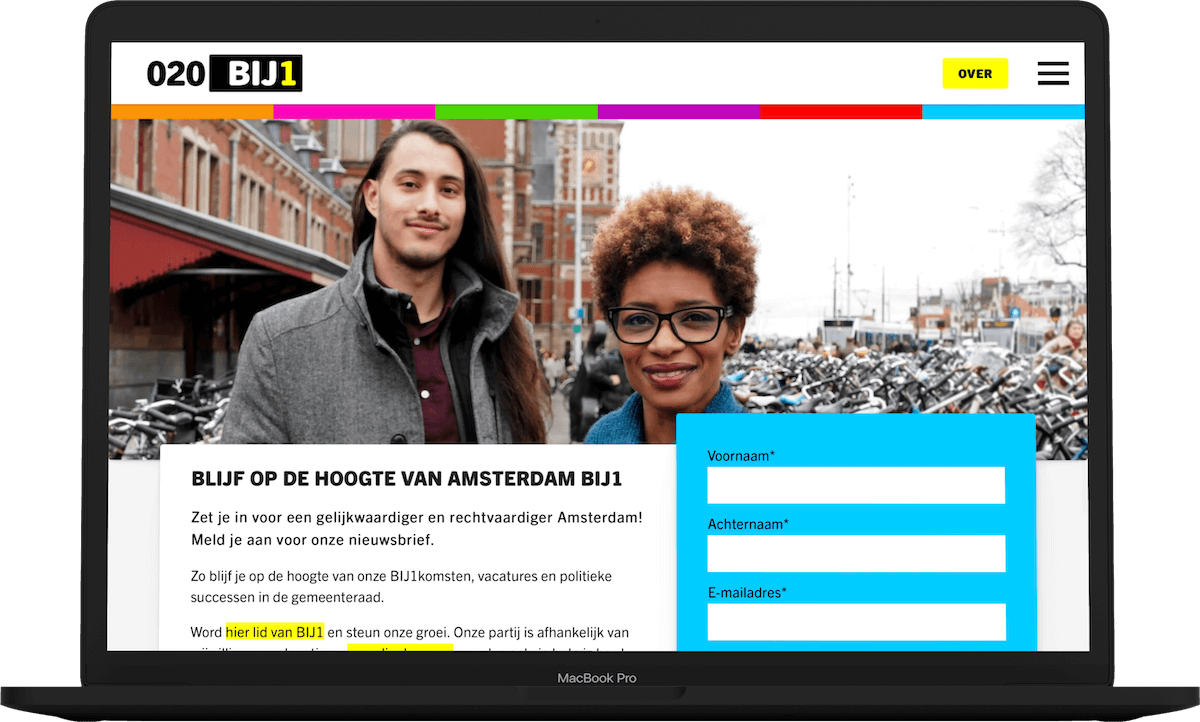 020 BIJ1
OVER
BLIJF OP DE HOOGTE VAN AMSTERDAM BIJ1
Zet je in voor een gelijkwaardiger en rechtvaardiger Amsterdam!
Meld je aan voor onze nieuwsbrief.
Zo blijf je op de hoogte van onze BIJ1komsten, vacatures en politieke
successen in de gemeenteraad.
Word hier lid van BIJ1 en steun onze groei. Onze partij is afhankelijk van
Voornaam*
Achternaam*
E-mailadres*
MacBook Pro